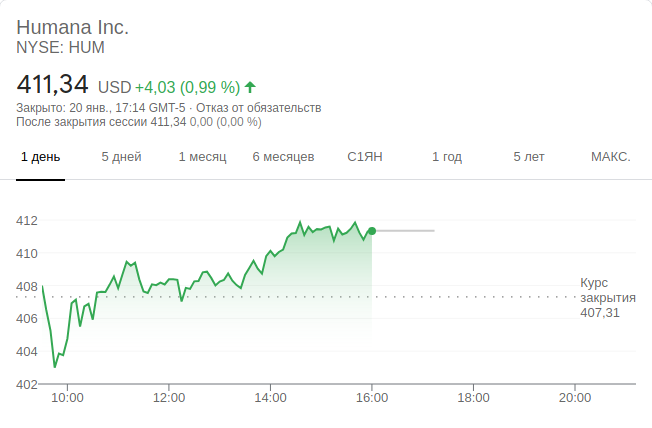 Humana Inc.
NYSE: HUM
411,34 USD +4,03 (0,99 %)
Закрыто: 20 янв., 17:14 GMT-5 · Отказ от обязательств
После закрытия сессии 411,34 0,00 (0,00 %)
1 день 5 дней 1 месяц 6 месяцев С1ЯН 1 год 5 лет МАКС.
412
410
408
406
404
402
Курс
закрытия
407,31
10:00 12:00 14:00 16:00 18:00 20:00